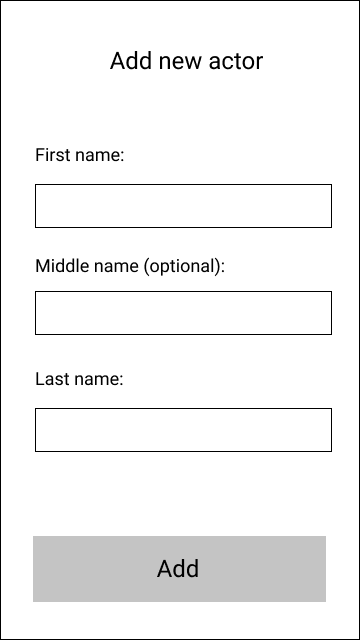 Add new actor
First name:
Middle name (optional):
Last name:
Add